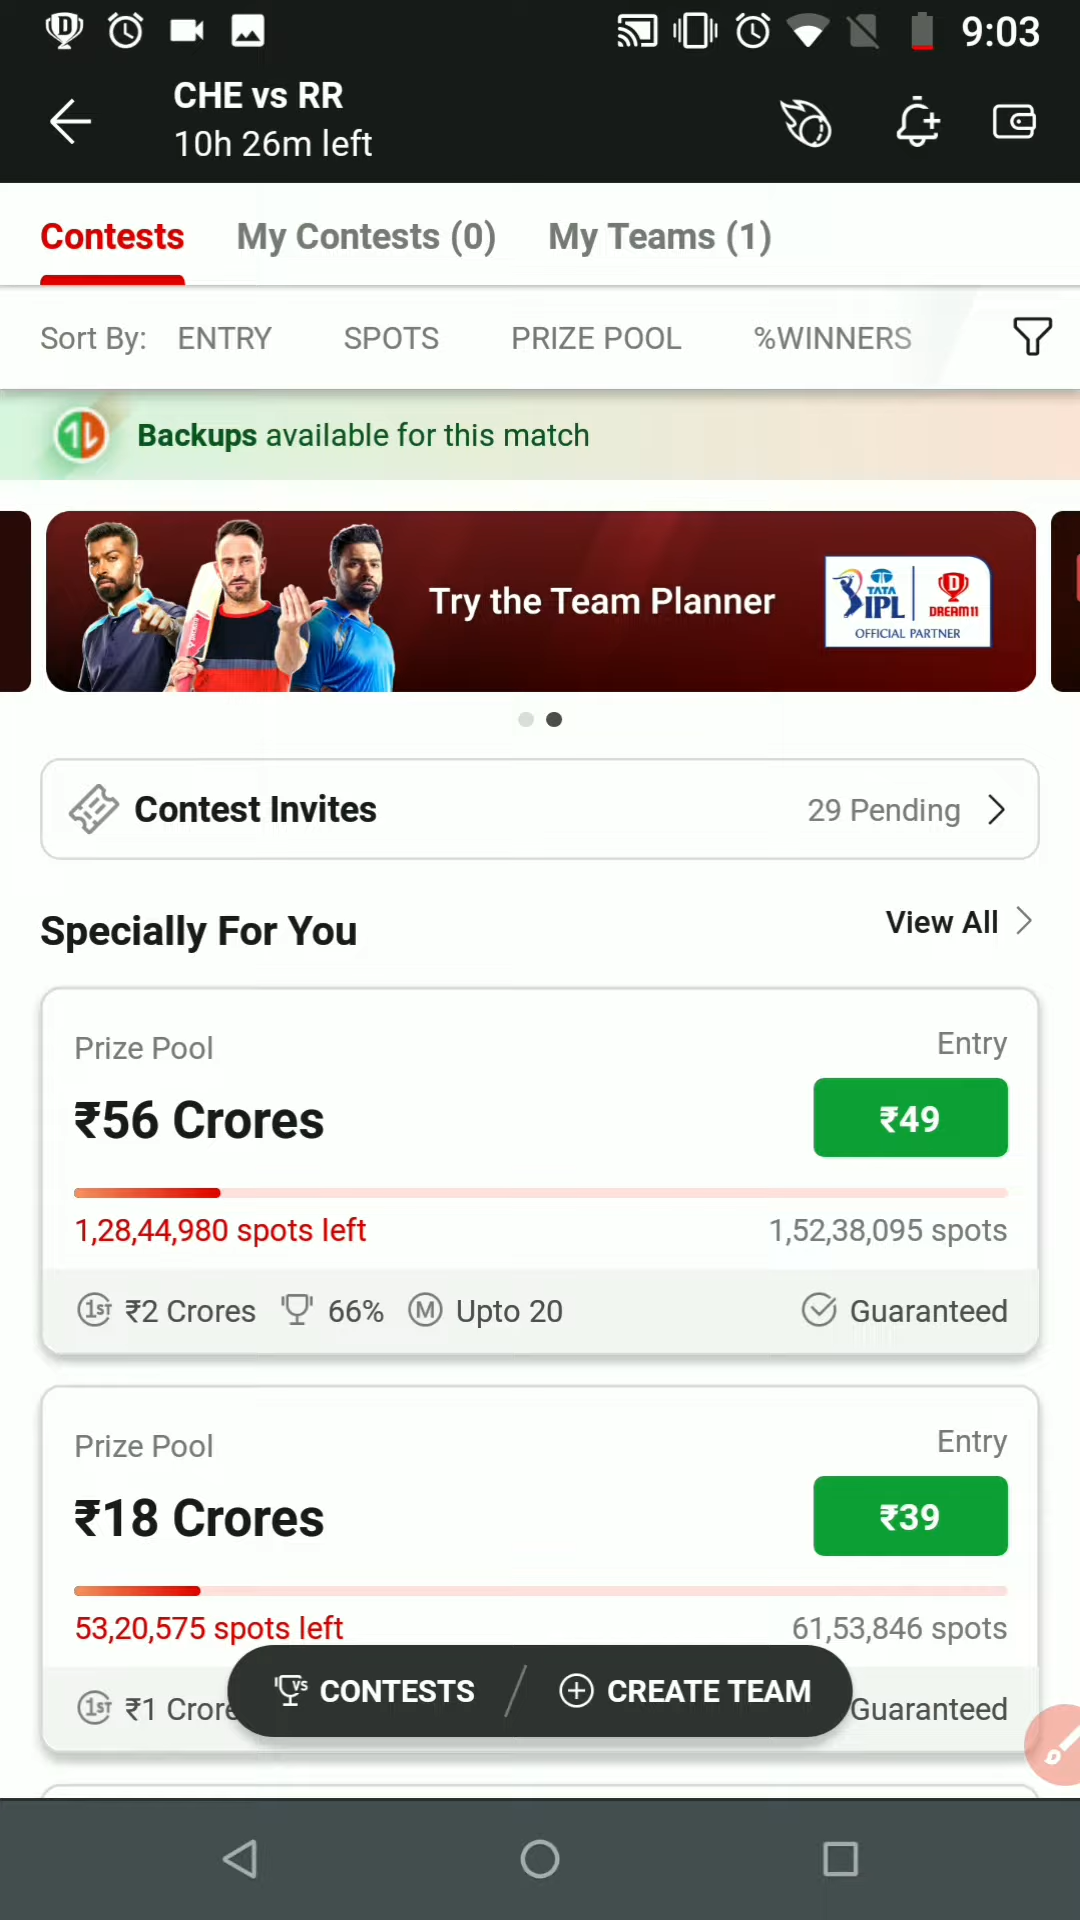 9:03
CHE vs RR
10h 26m left
Contests My Contests (0) My Teams (1)
Sort By: ENTRY SPOTS PRIZE POOL %WINNERS
Backups available for this match
Try the Team Planner
TATA
IPL
DREAM11
OFFICIAL PARTNER
Contest Invites 29 Pending
Specially For You View All
Prize Pool Entry
₹56 Crores ₹49
1,28,44,980 spots left 1,52,38,095 spots
1ST ₹2 Crores 66% M Upto 20 Guaranteed
Prize Pool Entry
₹18 Crores ₹39
53,20,575 spots left 61,53,846 spots
1ST ₹1 Crore Guaranteed
VS CONTESTS CREATE TEAM